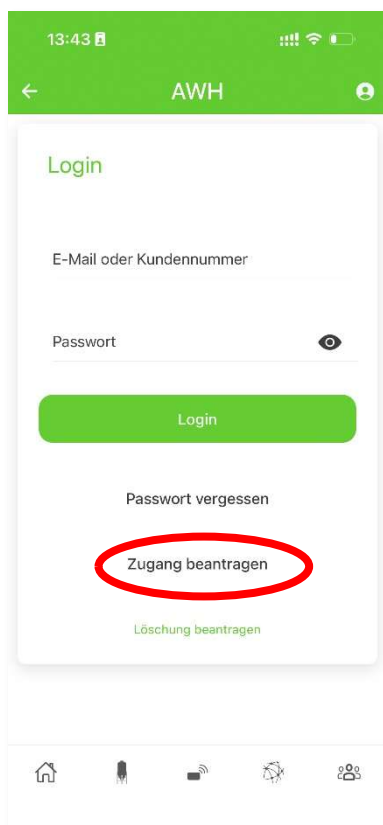 13:43
AWH
Login
E-Mail oder Kundennummer
Passwort
Login
Passwort vergessen
Zugang beantragen
Löschung beantragen